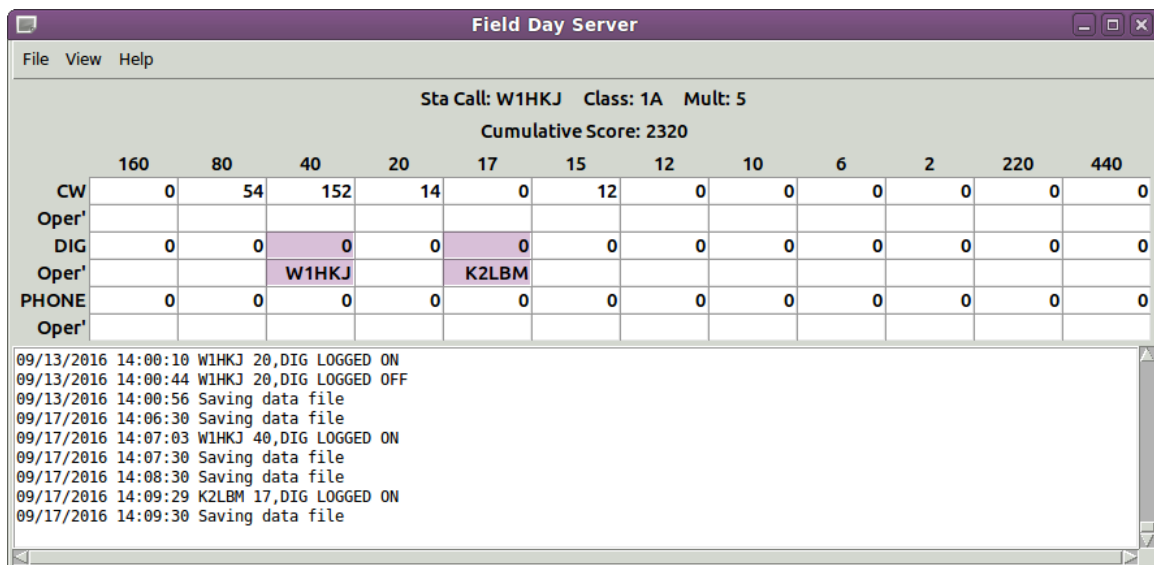 Field Day Server
File View Help
Sta Call: W1HKJ Class: 1A Mult: 5
Cumulative Score: 2320
160 80 40 20 17 15 12 10 6 2 220 440
CW 0 54 152 14 0 12 0 0 0 0 0 0
Oper'
DIG 0 0 0 0 0 0 0 0 0 0 0 0
Oper' W1HKJ K2LBM
PHONE 0 0 0 0 0 0 0 0 0 0 0 0
Oper'
09/13/2016 14:00:10 W1HKJ 20,DIG LOGGED ON
09/13/2016 14:00:44 W1HKJ 20,DIG LOGGED OFF
09/13/2016 14:00:56 Saving data file
09/17/2016 14:06:30 Saving data file
09/17/2016 14:07:03 W1HKJ 40,DIG LOGGED ON
09/17/2016 14:07:30 Saving data file
09/17/2016 14:08:30 Saving data file
09/17/2016 14:09:29 K2LBM 17,DIG LOGGED ON
09/17/2016 14:09:30 Saving data file